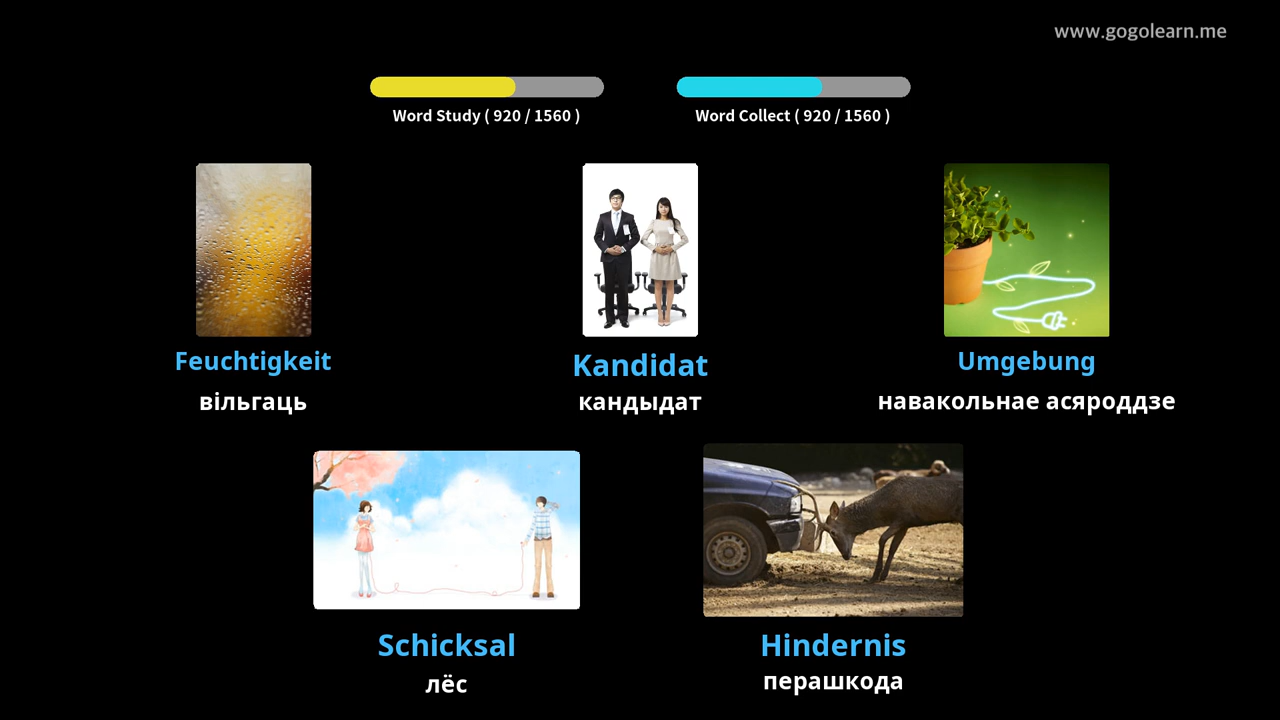 www.gogolearn.me
Word Study ( 920 / 1560 )
Word Collect ( 920 / 1560 )
Feuchtigkeit
вільгаць
Kandidat
кандыдат
Umgebung
навакольнае асяроддзе
Schicksal
лёс
Hindernis
перашкода